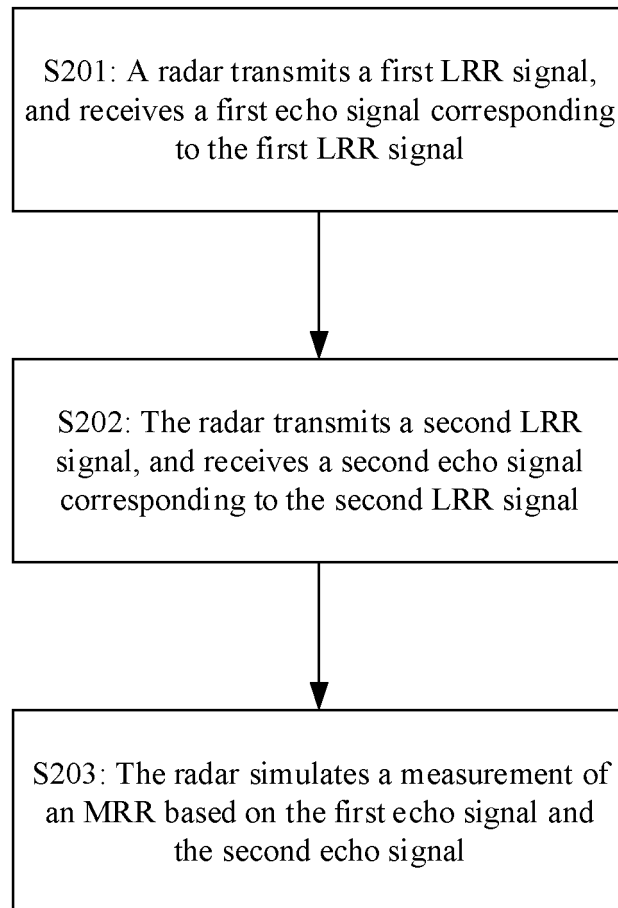 S201: A radar transmits a first LRR signal,
and receives a first echo signal corresponding
to the first LRR signal
S202: The radar transmits a second LRR
signal, and receives a second echo signal
corresponding to the second LRR signal
S203: The radar simulates a measurement of
an MRR based on the first echo signal and
the second echo signal